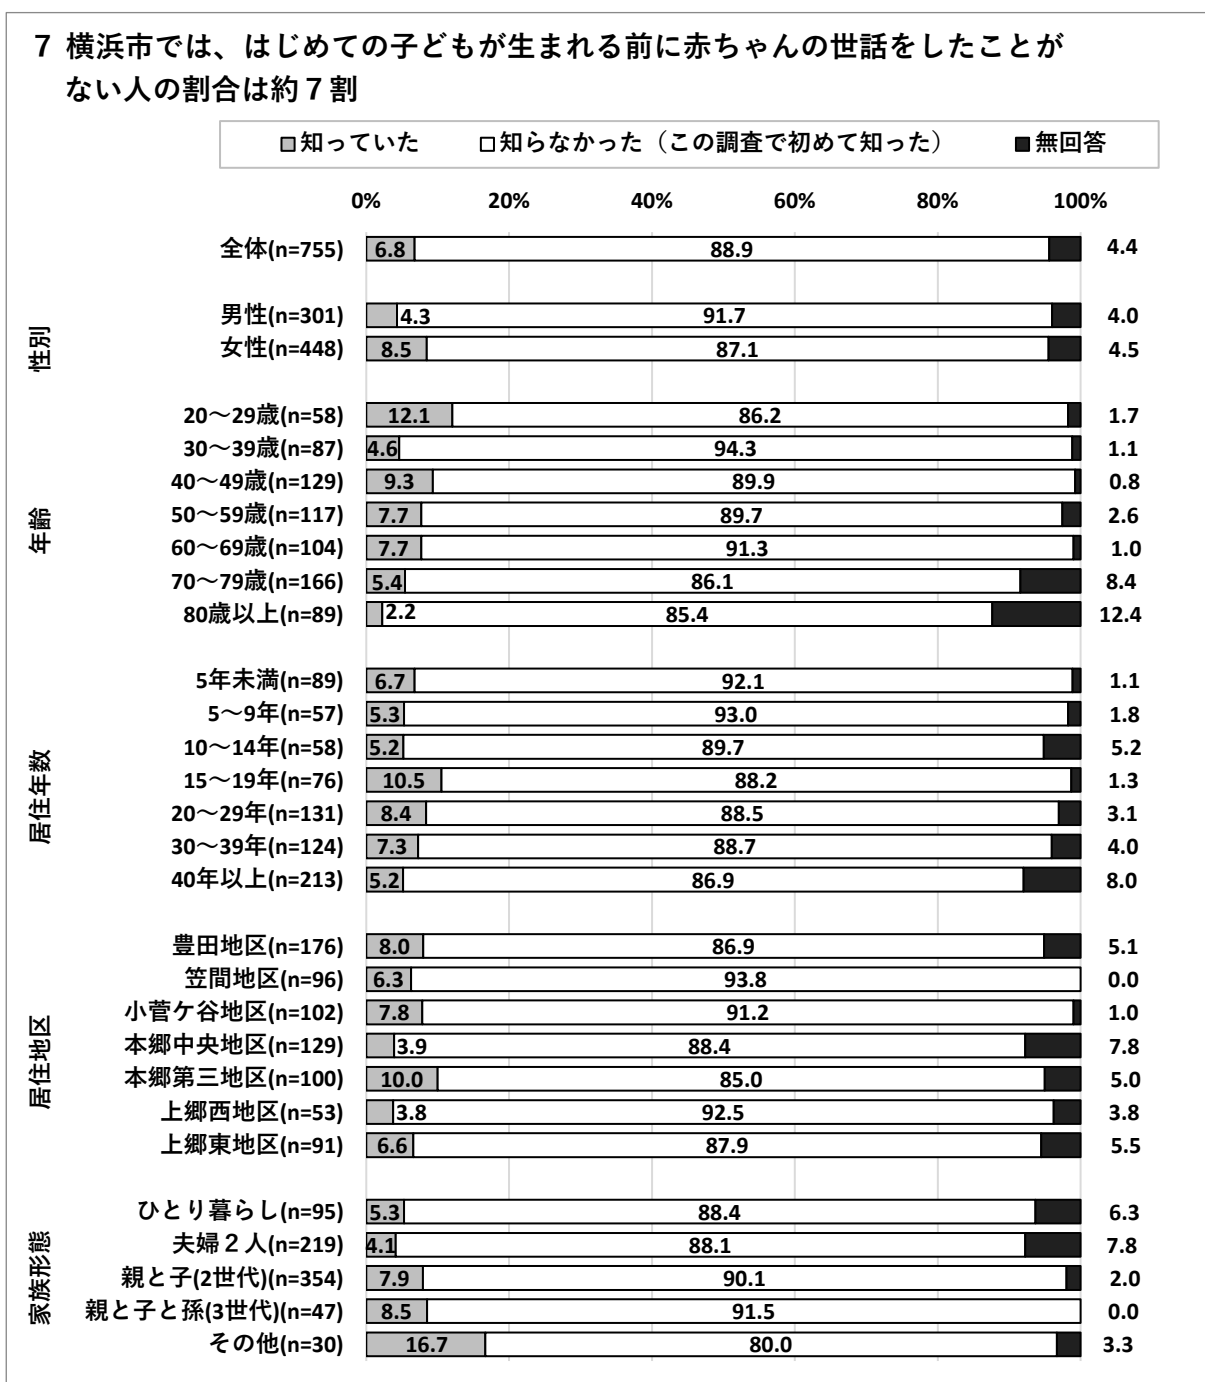 7 横浜市では、はじめての子どもが生まれる前に赤ちゃんの世話をしたことが
ない人の割合は約７割
知っていた 知らなかった（この調査で初めて知った） 無回答
0% 20% 40% 60% 80% 100%
全体(n=755) 6.8 88.9 4.4
性別
男性(n=301) 4.3 91.7 4.0
女性(n=448) 8.5 87.1 4.5
年齢
20～29歳(n=58) 12.1 86.2 1.7
30～39歳(n=87) 4.6 94.3 1.1
40～49歳(n=129) 9.3 89.9 0.8
50～59歳(n=117) 7.7 89.7 2.6
60～69歳(n=104) 7.7 91.3 1.0
70～79歳(n=166) 5.4 86.1 8.4
80歳以上(n=89) 2.2 85.4 12.4
居住年数
5年未満(n=89) 6.7 92.1 1.1
5～9年(n=57) 5.3 93.0 1.8
10～14年(n=58) 5.2 89.7 5.2
15～19年(n=76) 10.5 88.2 1.3
20～29年(n=131) 8.4 88.5 3.1
30～39年(n=124) 7.3 88.7 4.0
40年以上(n=213) 5.2 86.9 8.0
居住地区
豊田地区(n=176) 8.0 86.9 5.1
笠間地区(n=96) 6.3 93.8 0.0
小菅ケ谷地区(n=102) 7.8 91.2 1.0
本郷中央地区(n=129) 3.9 88.4 7.8
本郷第三地区(n=100) 10.0 85.0 5.0
上郷西地区(n=53) 3.8 92.5 3.8
上郷東地区(n=91) 6.6 87.9 5.5
家族形態
ひとり暮らし(n=95) 5.3 88.4 6.3
夫婦２人(n=219) 4.1 88.1 7.8
親と子(2世代)(n=354) 7.9 90.1 2.0
親と子と孫(3世代)(n=47) 8.5 91.5 0.0
その他(n=30) 16.7 80.0 3.3